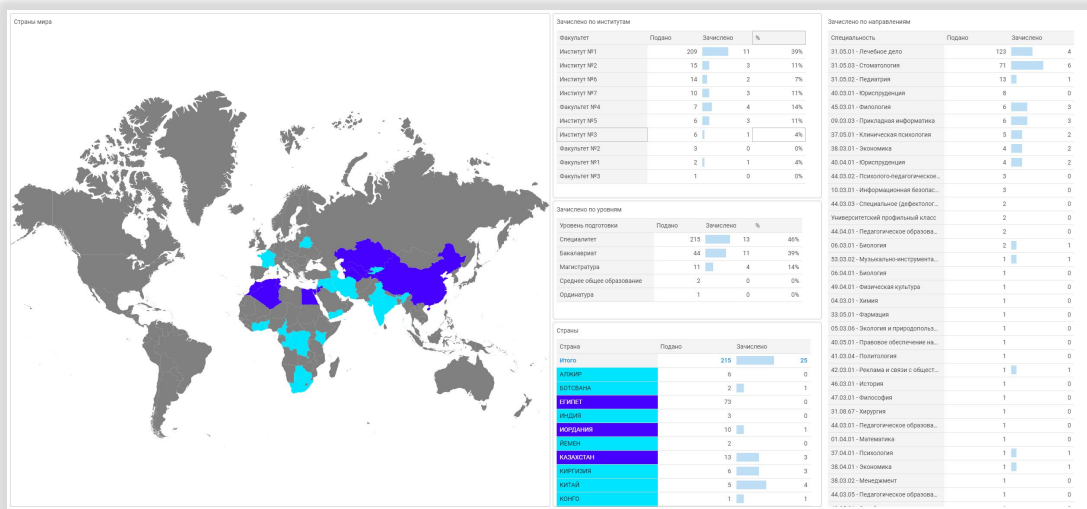 Страны мира
Зачислено по институтам
Факультет Подано Зачислено %
Институт №1 209 11 39%
Институт №2 15 3 11%
Институт №6 14 2 7%
Институт №7 10 3 11%
Факультет №4 7 4 14%
Институт №5 6 3 11%
Институт №3 6 1 4%
Факультет №2 3 0 0%
Факультет №1 2 1 4%
Факультет №3 1 0 0%
Зачислено по уровням
Уровень подготовки Подано Зачислено %
Специалитет 215 13 46%
Бакалавриат 44 11 39%
Магистратура 11 4 14%
Среднее общее образование 2 0 0%
Ординатура 1 0 0%
Страны
Страна Подано Зачислено
Итого 215 25
АЛЖИР 6 0
БОТСВАНА 2 1
ЕГИПЕТ 73 0
ИНДИЯ 3 0
ИОРДАНИЯ 10 1
ЙЕМЕН 2 0
КАЗАХСТАН 13 3
КИРГИЗИЯ 6 3
КИТАЙ 5 4
КОНГО 1 1
Зачислено по направлениям
Специальность Подано Зачислено
31.05.01 - Лечебное дело 123 4
31.05.03 - Стоматология 71 6
31.05.02 - Педиатрия 13 1
40.03.01 - Юриспруденция 8 0
45.03.01 - Филология 6 3
09.03.03 - Прикладная информатика 6 3
37.05.01 - Клиническая психология 5 2
38.03.01 - Экономика 4 2
40.04.01 - Юриспруденция 4 2
44.03.02 - Психолого-педагогическое... 3 0
10.03.01 - Информационная безопас... 3 0
44.03.03 - Специальное (дефектолог... 2 0
Университетский профильный класс 2 0
44.04.01 - Педагогическое образова... 2 0
06.03.01 - Биология 2 1
53.03.02 - Музыкально-инструмента... 1 1
06.04.01 - Биология 1 0
49.04.01 - Физическая культура 1 0
04.03.01 - Химия 1 0
33.05.01 - Фармация 1 0
05.03.06 - Экология и природопольз... 1 0
40.05.01 - Правовое обеспечение на... 1 0
41.03.04 - Политология 1 0
42.03.01 - Реклама и связи с общест... 1 1
46.03.01 - История 1 0
47.03.01 - Философия 1 0
31.08.67 - Хирургия 1 0
44.03.01 - Педагогическое образова... 1 0
01.04.01 - Математика 1 0
37.04.01 - Психология 1 1
38.04.01 - Экономика 1 1
38.03.02 - Менеджмент 1 0
44.03.05 - Педагогическое образова... 1 0